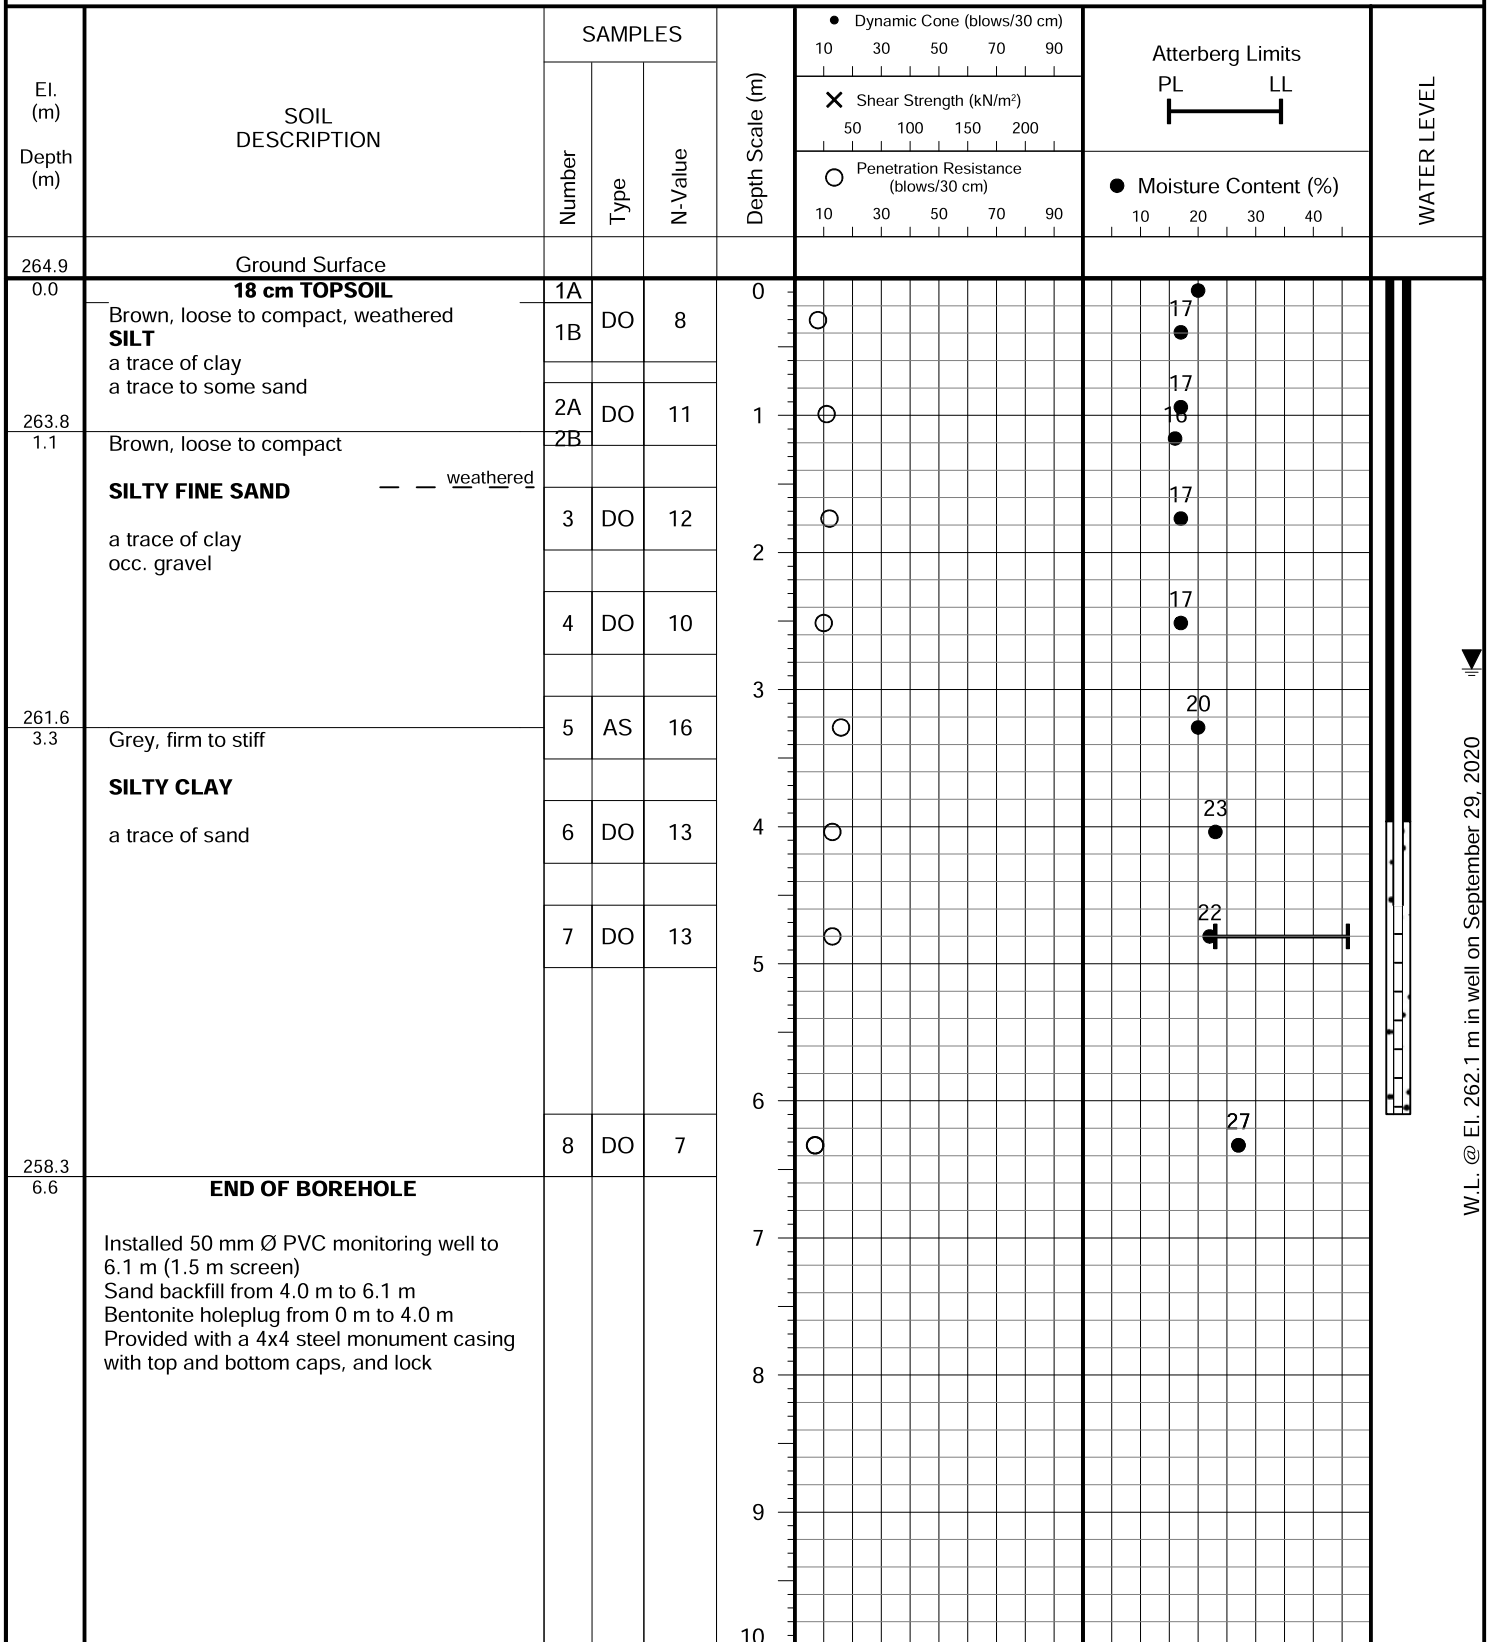 El.
(m)
Depth
(m)
SOIL
DESCRIPTION
SAMPLES
Number
Type
N-Value
Depth Scale (m)
Dynamic Cone (blows/30 cm)
10 30 50 70 90
Shear Strength (kN/m²)
50 100 150 200
Penetration Resistance
(blows/30 cm)
10 30 50 70 90
Atterberg Limits
PL LL
Moisture Content (%)
10 20 30 40
WATER LEVEL
264.9 Ground Surface
0.0 18 cm TOPSOIL 1A 0
Brown, loose to compact, weathered DO 8 17
SILT 1B
a trace of clay
a trace to some sand 17
2A DO 11 1 16
263.8
1.1 Brown, loose to compact 2B
weathered
SILTY FINE SAND 17
3 DO 12
a trace of clay 2
occ. gravel
17
4 DO 10
3
20
261.6 5 AS 16
3.3 Grey, firm to stiff
SILTY CLAY
23
a trace of sand 6 DO 13 4
22
7 DO 13
5
6
27
8 DO 7
258.3
6.6 END OF BOREHOLE
W.L. @ El. 262.1 m in well on September 29, 2020
Installed 50 mm Ø PVC monitoring well to 7
6.1 m (1.5 m screen)
Sand backfill from 4.0 m to 6.1 m
Bentonite holeplug from 0 m to 4.0 m
Provided with a 4x4 steel monument casing
with top and bottom caps, and lock
8
9
10